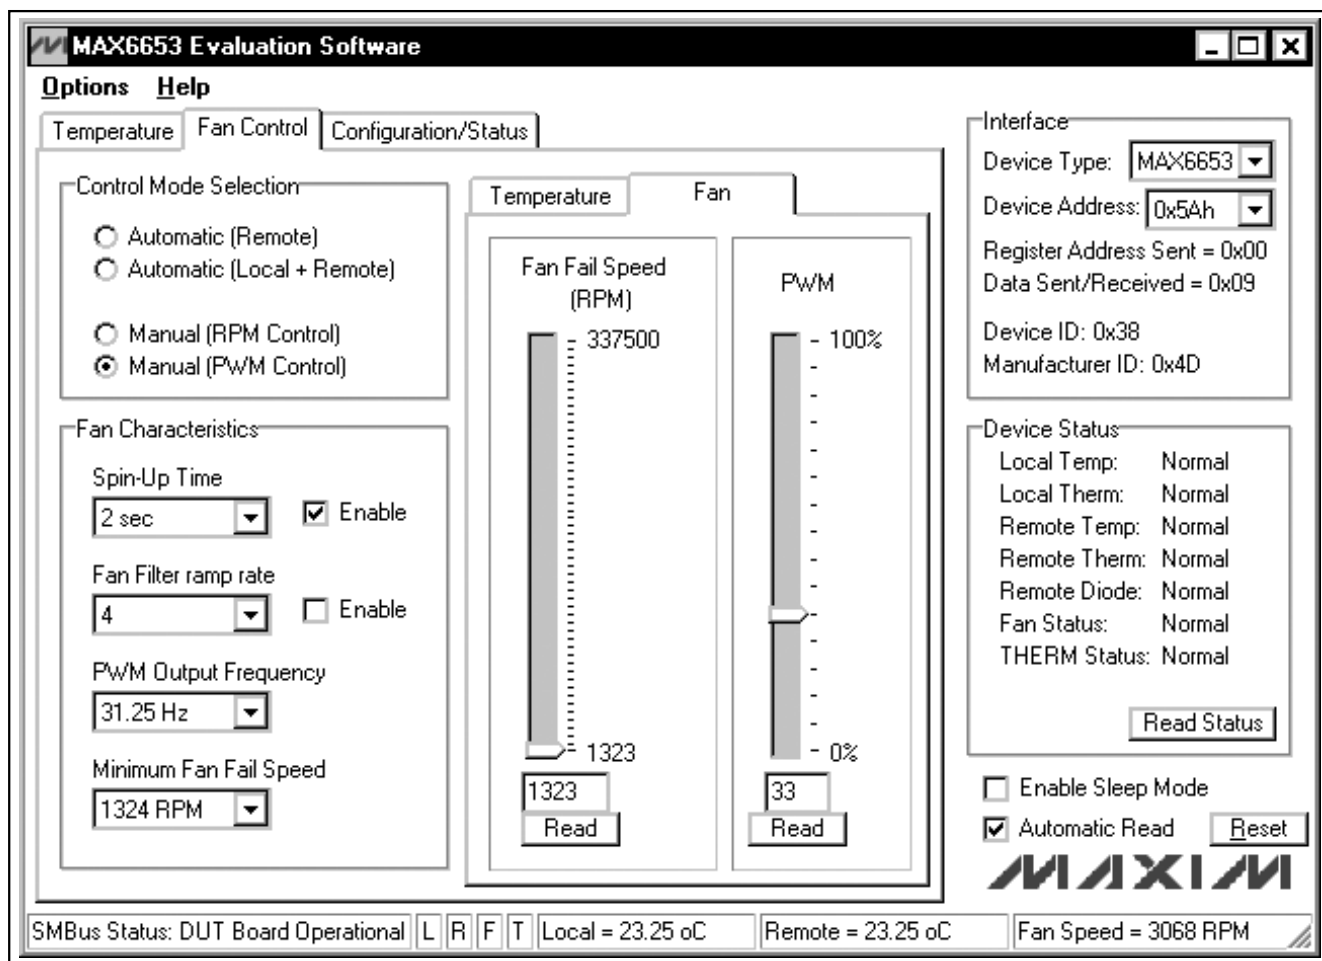 MAX6653 Evaluation Software
Options Help
Temperature Fan Control Configuration/Status
Control Mode Selection
Automatic (Remote)
Automatic (Local + Remote)
Manual (RPM Control)
Manual (PWM Control)
Fan Characteristics
Spin-Up Time
2 sec Enable
Fan Filter ramp rate
4 Enable
PWM Output Frequency
31.25 Hz
Minimum Fan Fail Speed
1324 RPM
Temperature Fan
Fan Fail Speed
(RPM)
337500
1323
1323
Read
PWM
100%
0%
33
Read
Interface
Device Type: MAX6653
Device Address: 0x5Ah
Register Address Sent = 0x00
Data Sent/Received = 0x09
Device ID: 0x38
Manufacturer ID: 0x4D
Device Status
Local Temp: Normal
Local Therm: Normal
Remote Temp: Normal
Remote Therm: Normal
Remote Diode: Normal
Fan Status: Normal
THERM Status: Normal
Read Status
Enable Sleep Mode
Automatic Read Reset
MAXIM
SMBus Status: DUT Board Operational L R F T Local = 23.25 oC Remote = 23.25 oC Fan Speed = 3068 RPM